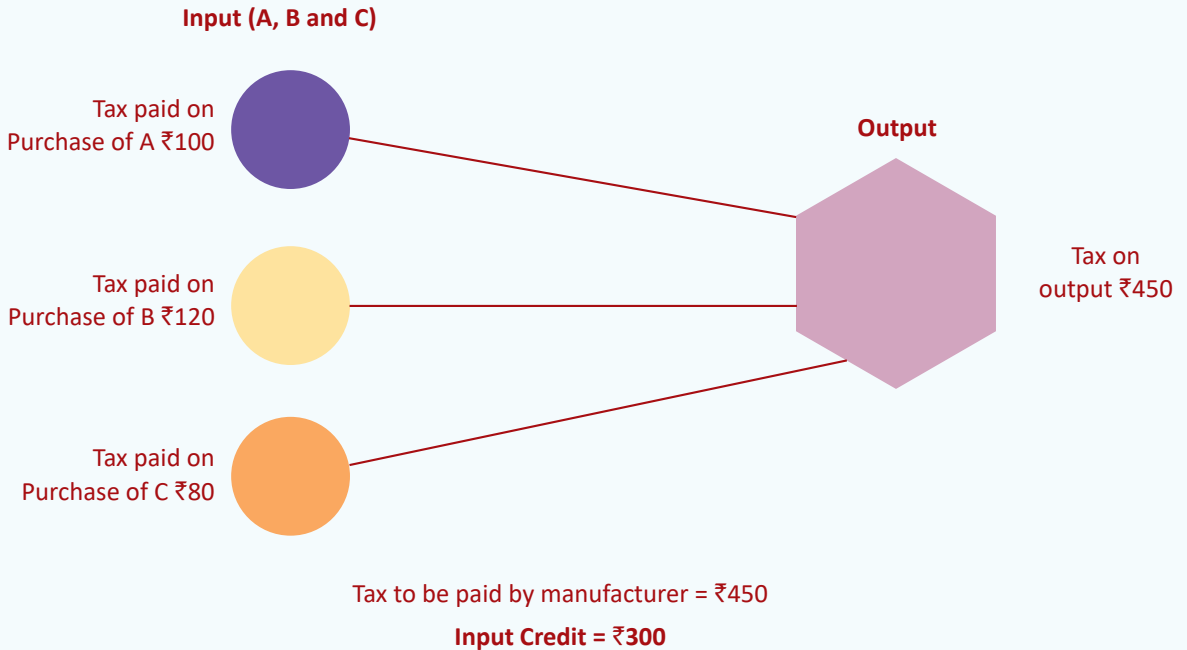 Input (A, B and C)
Tax paid on
Purchase of A ₹100
Output
Tax paid on
Purchase of B ₹120
Tax on
output ₹450
Tax paid on
Purchase of C ₹80
Tax to be paid by manufacturer = ₹450
Input Credit = ₹300